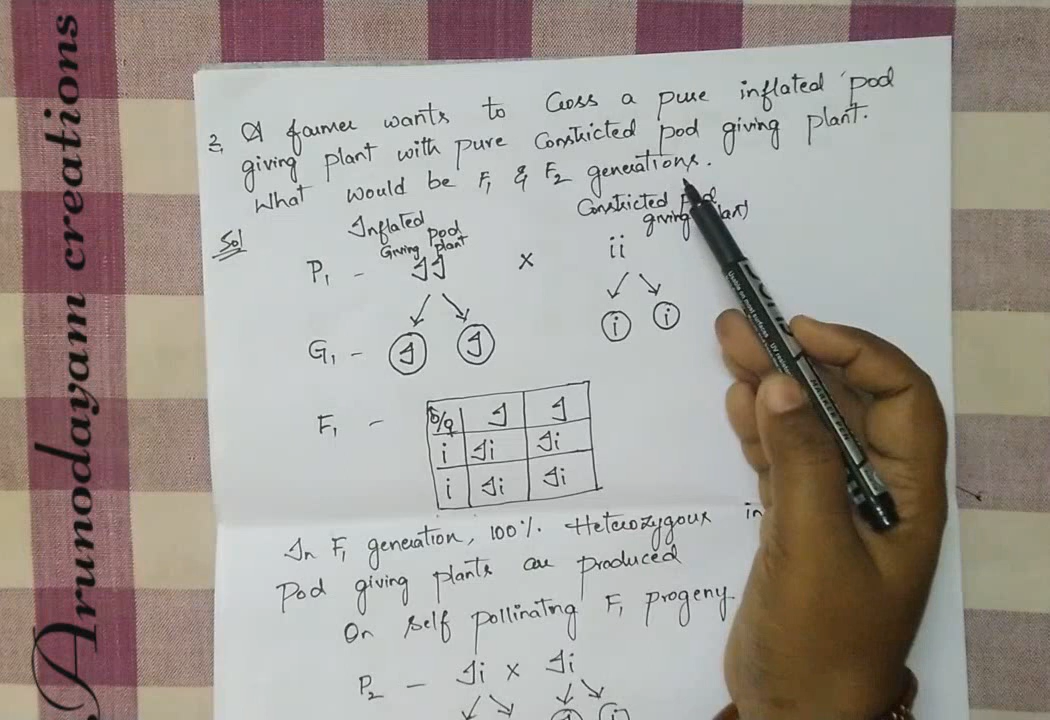 Arunodayam creations
2, A farmer wants to Cross a pure inflated pod
giving plant with pure Constricted pod giving plant.
What would be F1 & F2 generations.
Sol
Inflated pod Giving plant
Constricted pod giving plant
P1 - II × ii
G1 - I I i i
F1 -
♂/♀ I I
i Ii Ii
i Ii Ii
In F1 generation, 100% Heterozygous in
Pod giving plants are produced
On Self pollinating F1 progeny
P2 - Ii × Ii
I i
MARKER PEN